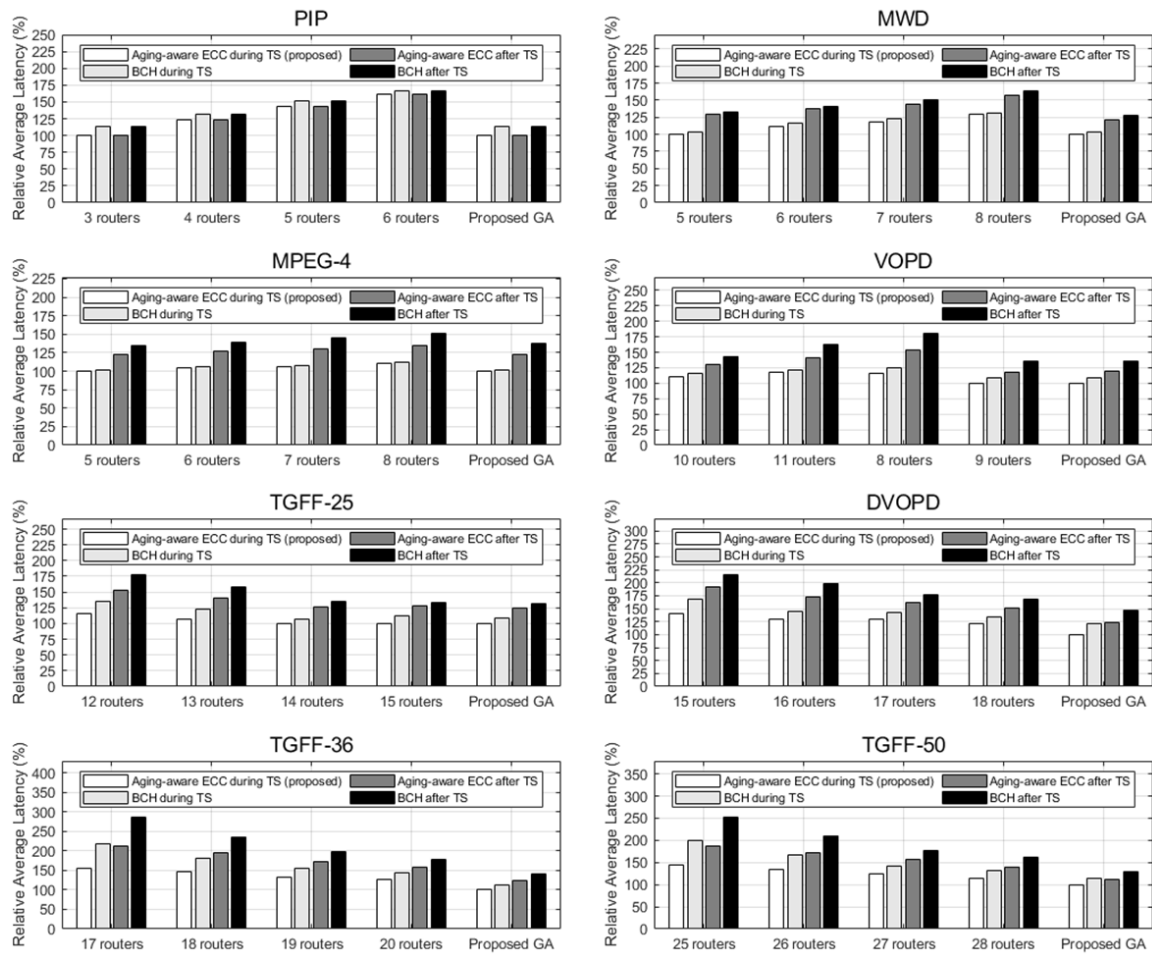 PIP
Relative Average Latency (%)
250
225
200
175
150
125
100
75
50
25
0
Aging-aware ECC during TS (proposed)
BCH during TS
Aging-aware ECC after TS
BCH after TS
3 routers
4 routers
5 routers
6 routers
Proposed GA
MWD
Relative Average Latency (%)
225
200
175
150
125
100
75
50
25
0
Aging-aware ECC during TS (proposed)
BCH during TS
Aging-aware ECC after TS
BCH after TS
5 routers
6 routers
7 routers
8 routers
Proposed GA
MPEG-4
Relative Average Latency (%)
225
200
175
150
125
100
75
50
25
0
Aging-aware ECC during TS (proposed)
BCH during TS
Aging-aware ECC after TS
BCH after TS
5 routers
6 routers
7 routers
8 routers
Proposed GA
VOPD
Relative Average Latency (%)
250
225
200
175
150
125
100
75
50
25
0
Aging-aware ECC during TS (proposed)
BCH during TS
Aging-aware ECC after TS
BCH after TS
10 routers
11 routers
8 routers
9 routers
Proposed GA
TGFF-25
Relative Average Latency (%)
250
225
200
175
150
125
100
75
50
25
0
Aging-aware ECC during TS (proposed)
BCH during TS
Aging-aware ECC after TS
BCH after TS
12 routers
13 routers
14 routers
15 routers
Proposed GA
DVOPD
Relative Average Latency (%)
300
275
250
225
200
175
150
125
100
75
50
25
0
Aging-aware ECC during TS (proposed)
BCH during TS
Aging-aware ECC after TS
BCH after TS
15 routers
16 routers
17 routers
18 routers
Proposed GA
TGFF-36
Relative Average Latency (%)
400
350
300
250
200
150
100
50
0
Aging-aware ECC during TS (proposed)
BCH during TS
Aging-aware ECC after TS
BCH after TS
17 routers
18 routers
19 routers
20 routers
Proposed GA
TGFF-50
Relative Average Latency (%)
350
300
250
200
150
100
50
0
Aging-aware ECC during TS (proposed)
BCH during TS
Aging-aware ECC after TS
BCH after TS
25 routers
26 routers
27 routers
28 routers
Proposed GA